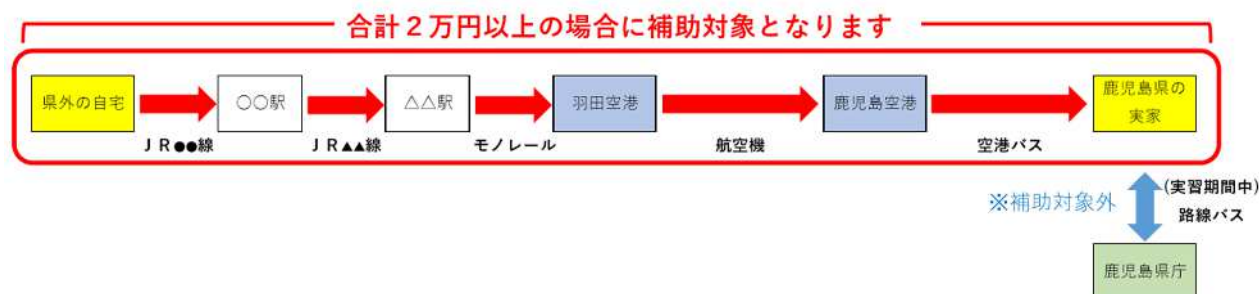 合計２万円以上の場合に補助対象となります
県外の自宅
〇〇駅
△△駅
羽田空港
鹿児島空港
鹿児島県の
実家
ＪＲ●●線
ＪＲ▲▲線
モノレール
航空機
空港バス
※補助対象外
(実習期間中)
路線バス
鹿児島県庁